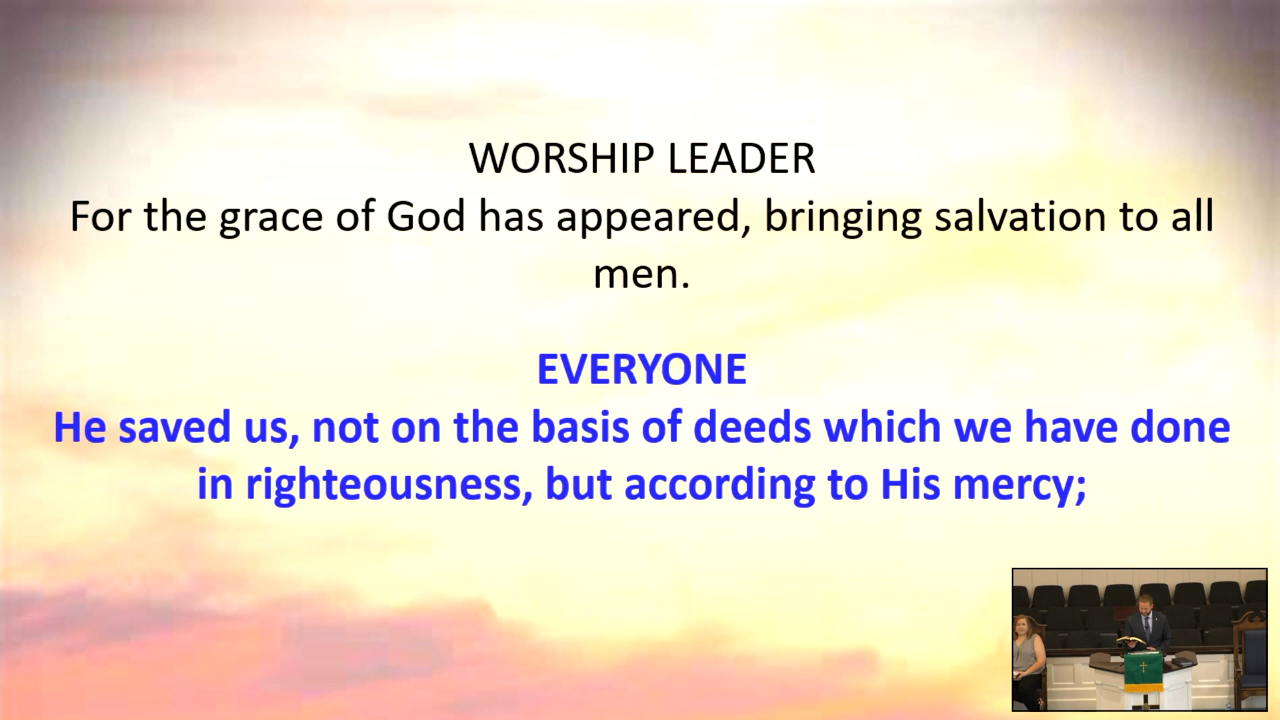 WORSHIP LEADER
For the grace of God has appeared, bringing salvation to all
men.
EVERYONE
He saved us, not on the basis of deeds which we have done
in righteousness, but according to His mercy;